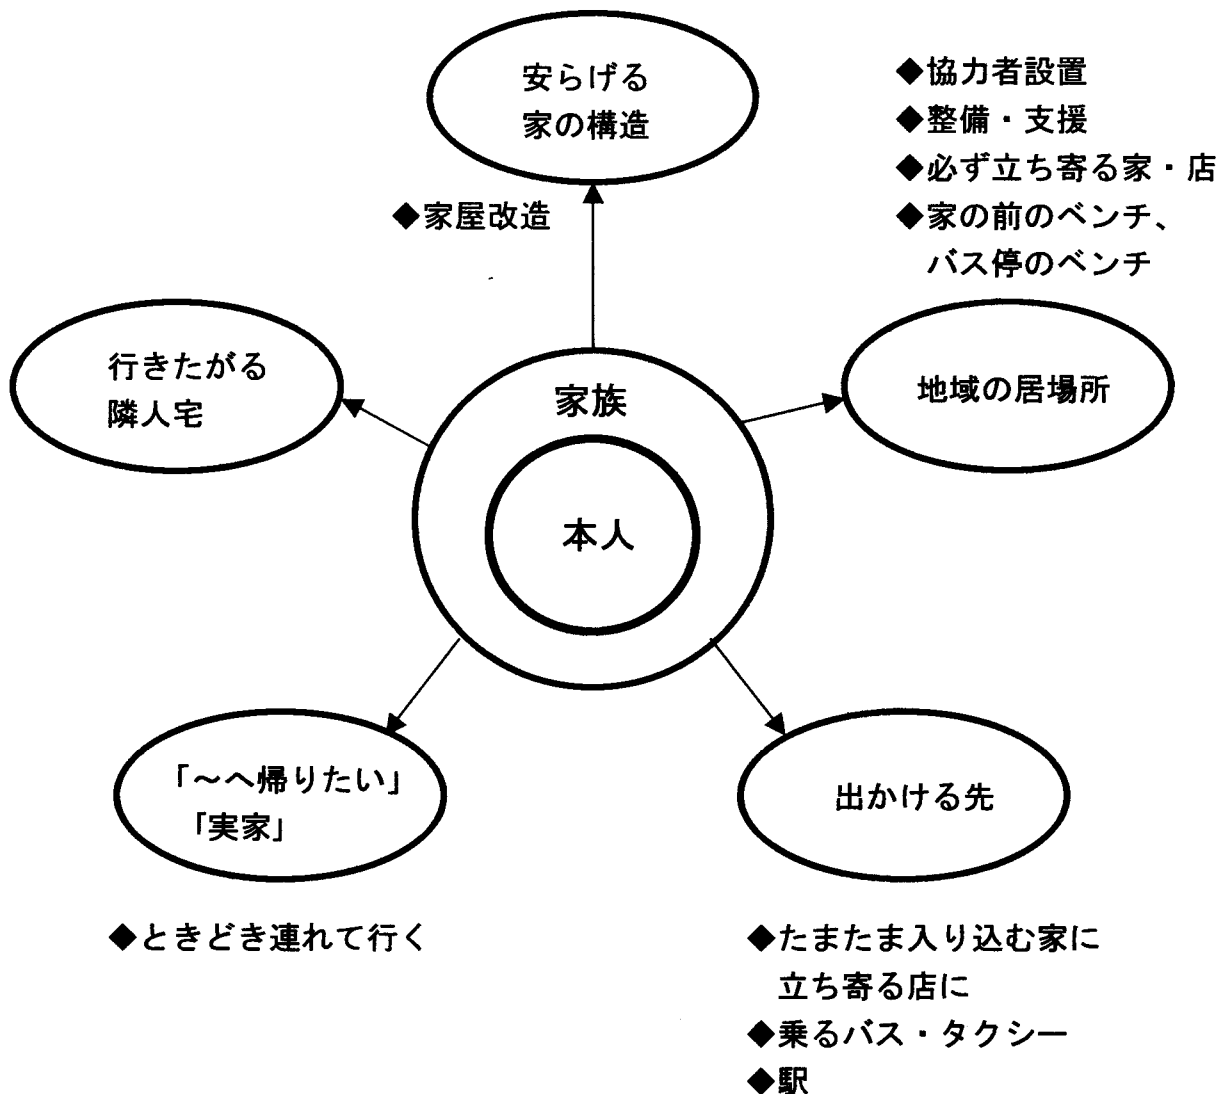 安らげる
家の構造
◆協力者設置
◆整備・支援
◆必ず立ち寄る家・店
◆家の前のベンチ、
バス停のベンチ
◆家屋改造
行きたがる
隣人宅
家族
地域の居場所
本人
「～へ帰りたい」
「実家」
出かける先
◆ときどき連れて行く
◆たまたま入り込む家に
立ち寄る店に
◆乗るバス・タクシー
◆駅